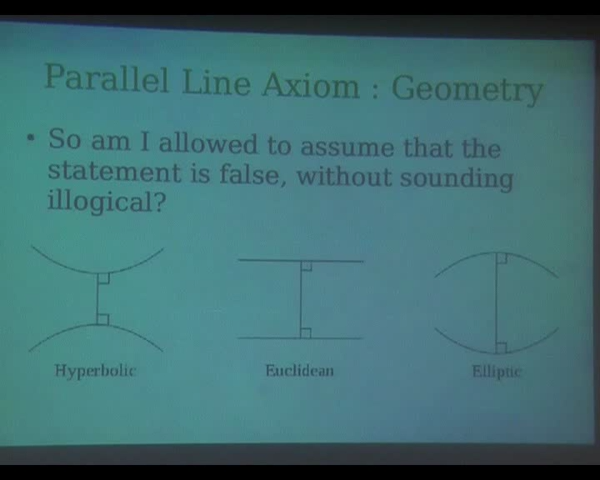 Parallel Line Axiom : Geometry
• So am I allowed to assume that the
statement is false, without sounding
illogical?
Hyperbolic
Euclidean
Elliptic